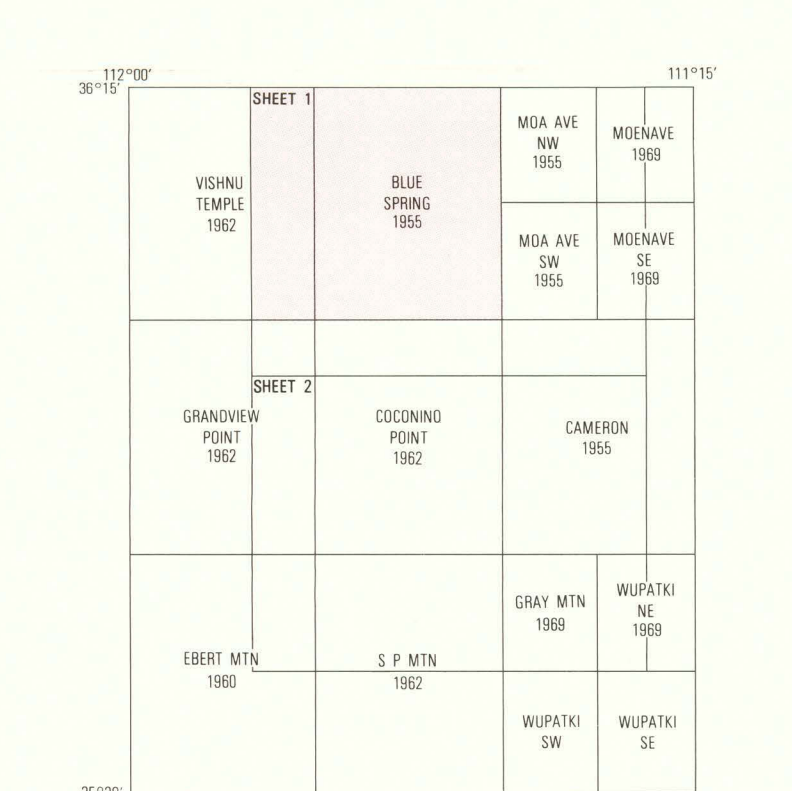 112°00′
111°15′
36°15′
SHEET 1
VISHNU
TEMPLE
1962
BLUE
SPRING
1955
MOA AVE
NW
1955
MOENAVE
1969
MOA AVE
SW
1955
MOENAVE
SE
1969
SHEET 2
GRANDVIEW
POINT
1962
COCONINO
POINT
1962
CAMERON
1955
EBERT MTN
1960
S P MTN
1962
GRAY MTN
1969
WUPATKI
NE
1969
WUPATKI
SW
WUPATKI
SE